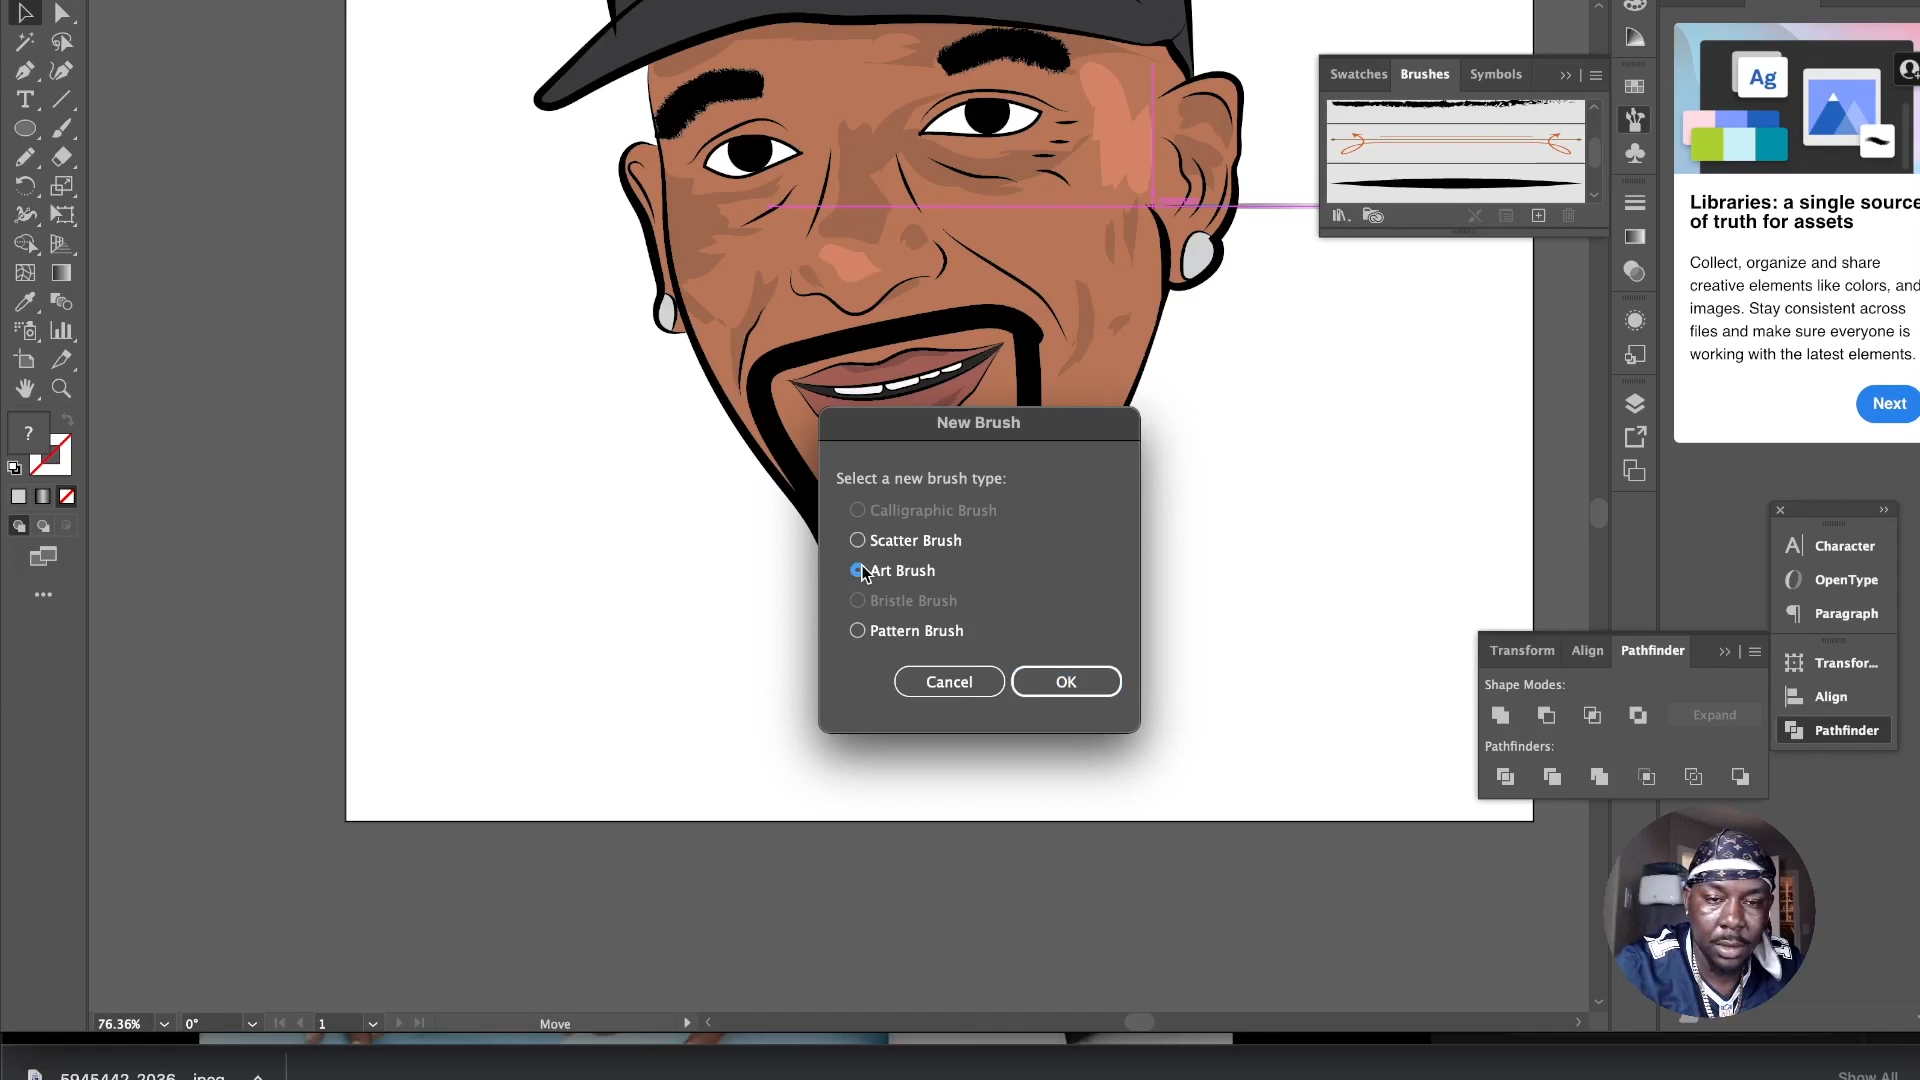 Swatches
Brushes
Symbols
Ag
Libraries: a single source
of truth for assets
Collect, organize and share
creative elements like colors, and
images. Stay consistent across
files and make sure everyone is
working with the latest elements.
Next
New Brush
Select a new brush type:
Calligraphic Brush
Scatter Brush
Art Brush
Bristle Brush
Pattern Brush
Cancel
OK
?
Character
OpenType
Paragraph
Transfor...
Align
Pathfinder
Transform
Align
Pathfinder
Shape Modes:
Expand
Pathfinders:
76.36%
0°
1
Move
5945442-2036
.jpeg
Show All